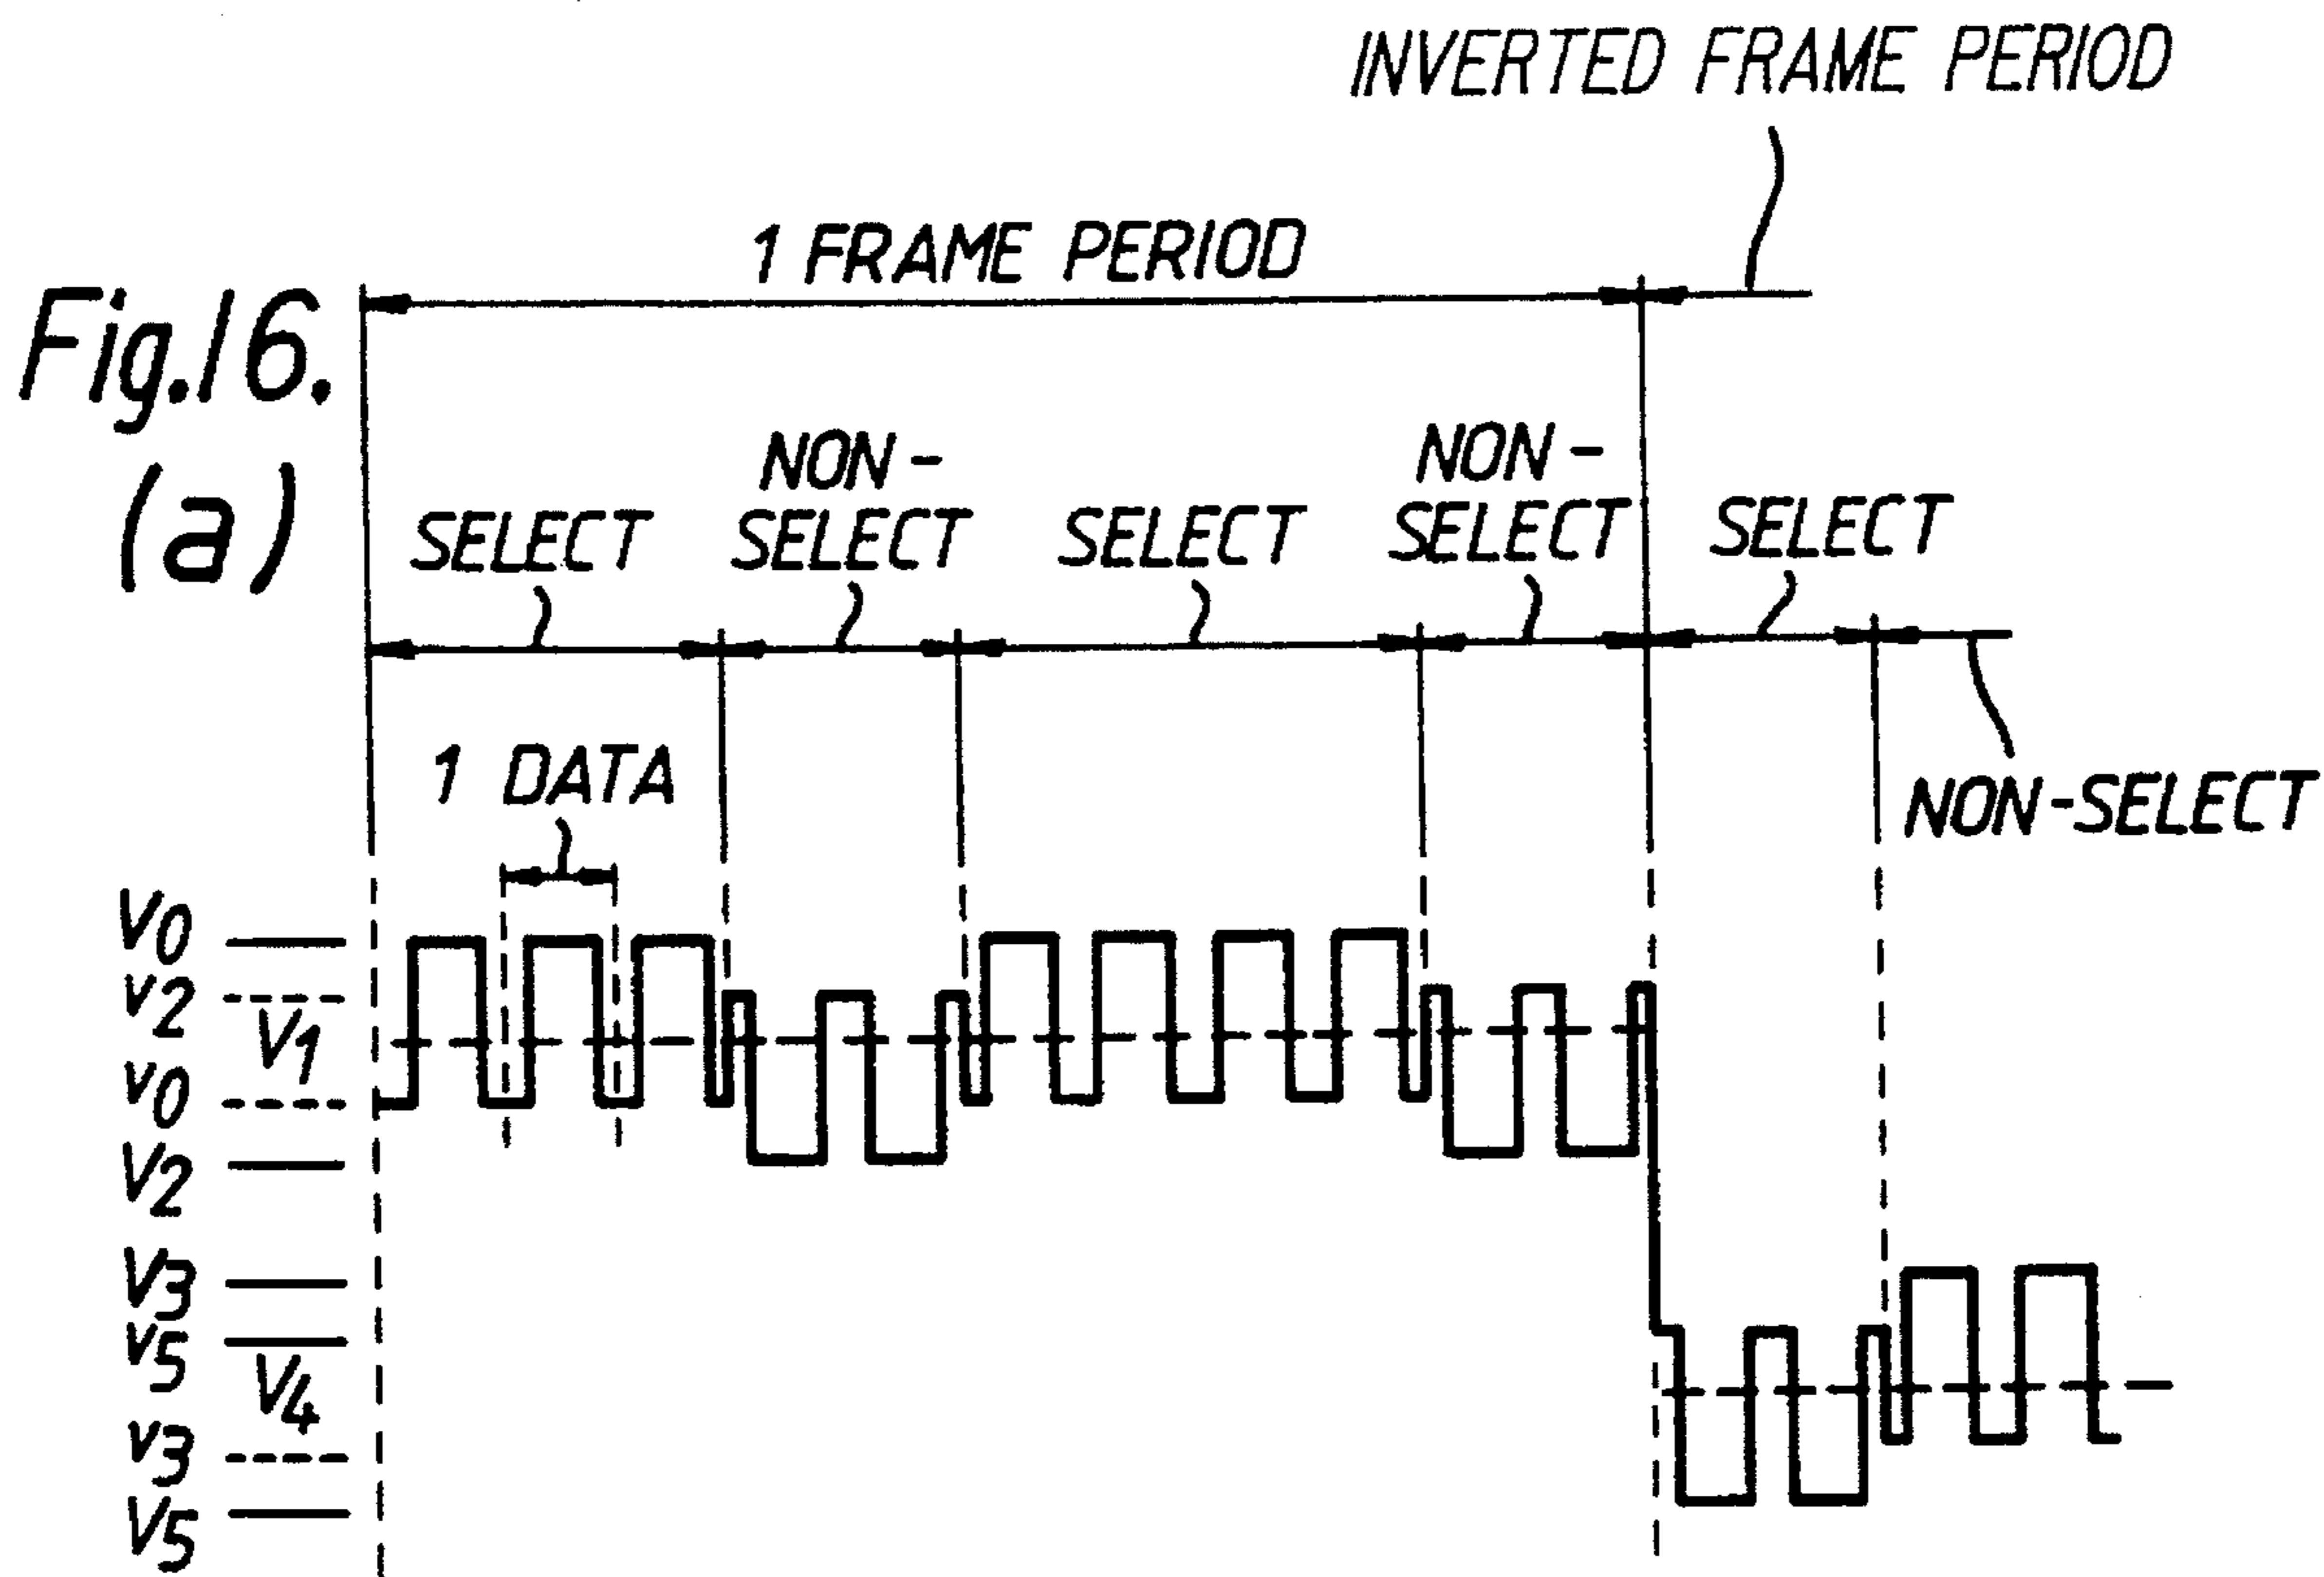 INVERTED FRAME PERIOD
1 FRAME PERIOD
Fig.16.
(a)
SELECT
NON-
SELECT
SELECT
NON-
SELECT
SELECT
NON-SELECT
1 DATA
V0
v2
V1
v0
V2
V3
v5
V4
v3
V5